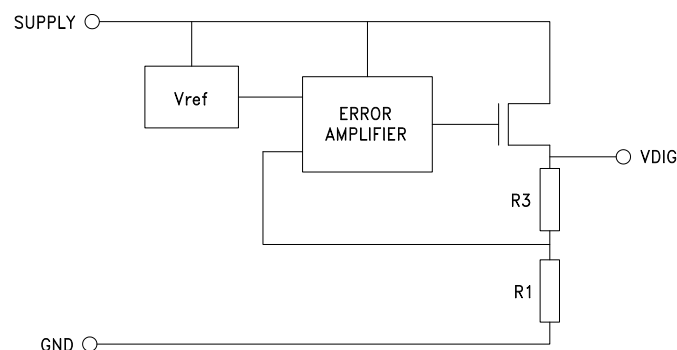 SUPPLY
Vref
ERROR
AMPLIFIER
VDIG
R3
R1
GND